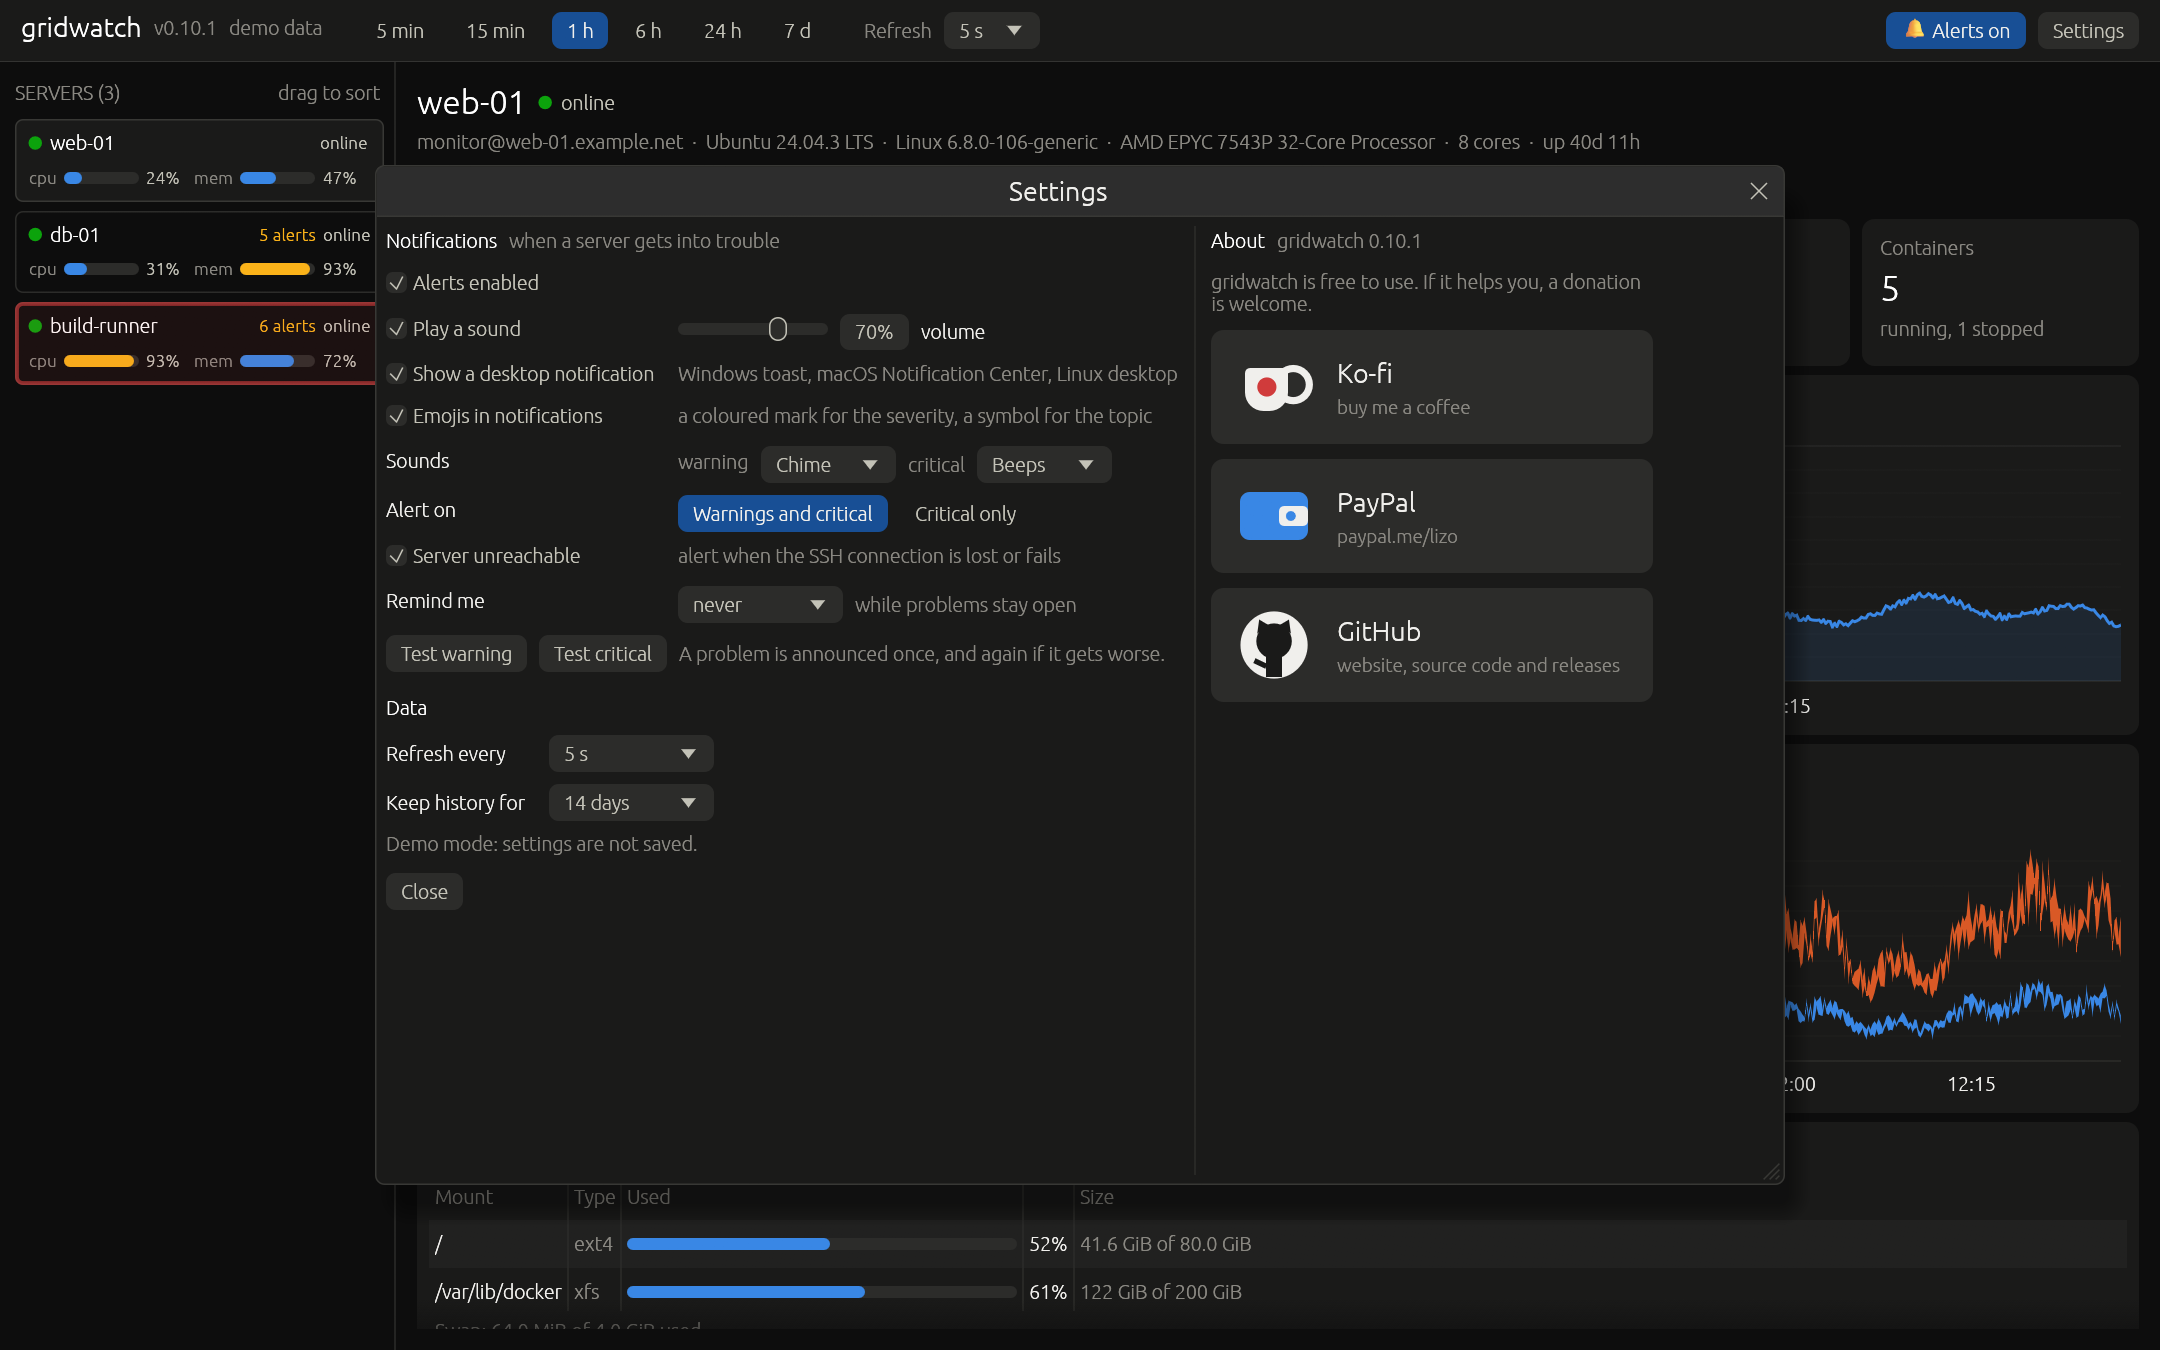 gridwatch v0.10.1 demo data 5 min 15 min 1 h 6 h 24 h 7 d Refresh 5 s Alerts on Settings
SERVERS (3) drag to sort
web-01 online
cpu 24% mem 47%
db-01 5 alerts online
cpu 31% mem 93%
build-runner 6 alerts online
cpu 93% mem 72%
web-01 online
monitor@web-01.example.net · Ubuntu 24.04.3 LTS · Linux 6.8.0-106-generic · AMD EPYC 7543P 32-Core Processor · 8 cores · up 40d 11h
Settings
Notifications when a server gets into trouble
Alerts enabled
Play a sound 70% volume
Show a desktop notification Windows toast, macOS Notification Center, Linux desktop
Emojis in notifications a coloured mark for the severity, a symbol for the topic
Sounds warning Chime critical Beeps
Alert on Warnings and critical Critical only
Server unreachable alert when the SSH connection is lost or fails
Remind me never while problems stay open
Test warning Test critical A problem is announced once, and again if it gets worse.
Data
Refresh every 5 s
Keep history for 14 days
Demo mode: settings are not saved.
Close
About gridwatch 0.10.1
gridwatch is free to use. If it helps you, a donation
is welcome.
Ko-fi
buy me a coffee
PayPal
paypal.me/lizo
GitHub
website, source code and releases
Containers
5
running, 1 stopped
:15
2:00 12:15
Mount Type Used Size
/ ext4 52% 41.6 GiB of 80.0 GiB
/var/lib/docker xfs 61% 122 GiB of 200 GiB
Swap: 64.0 MiB of 4.0 GiB used